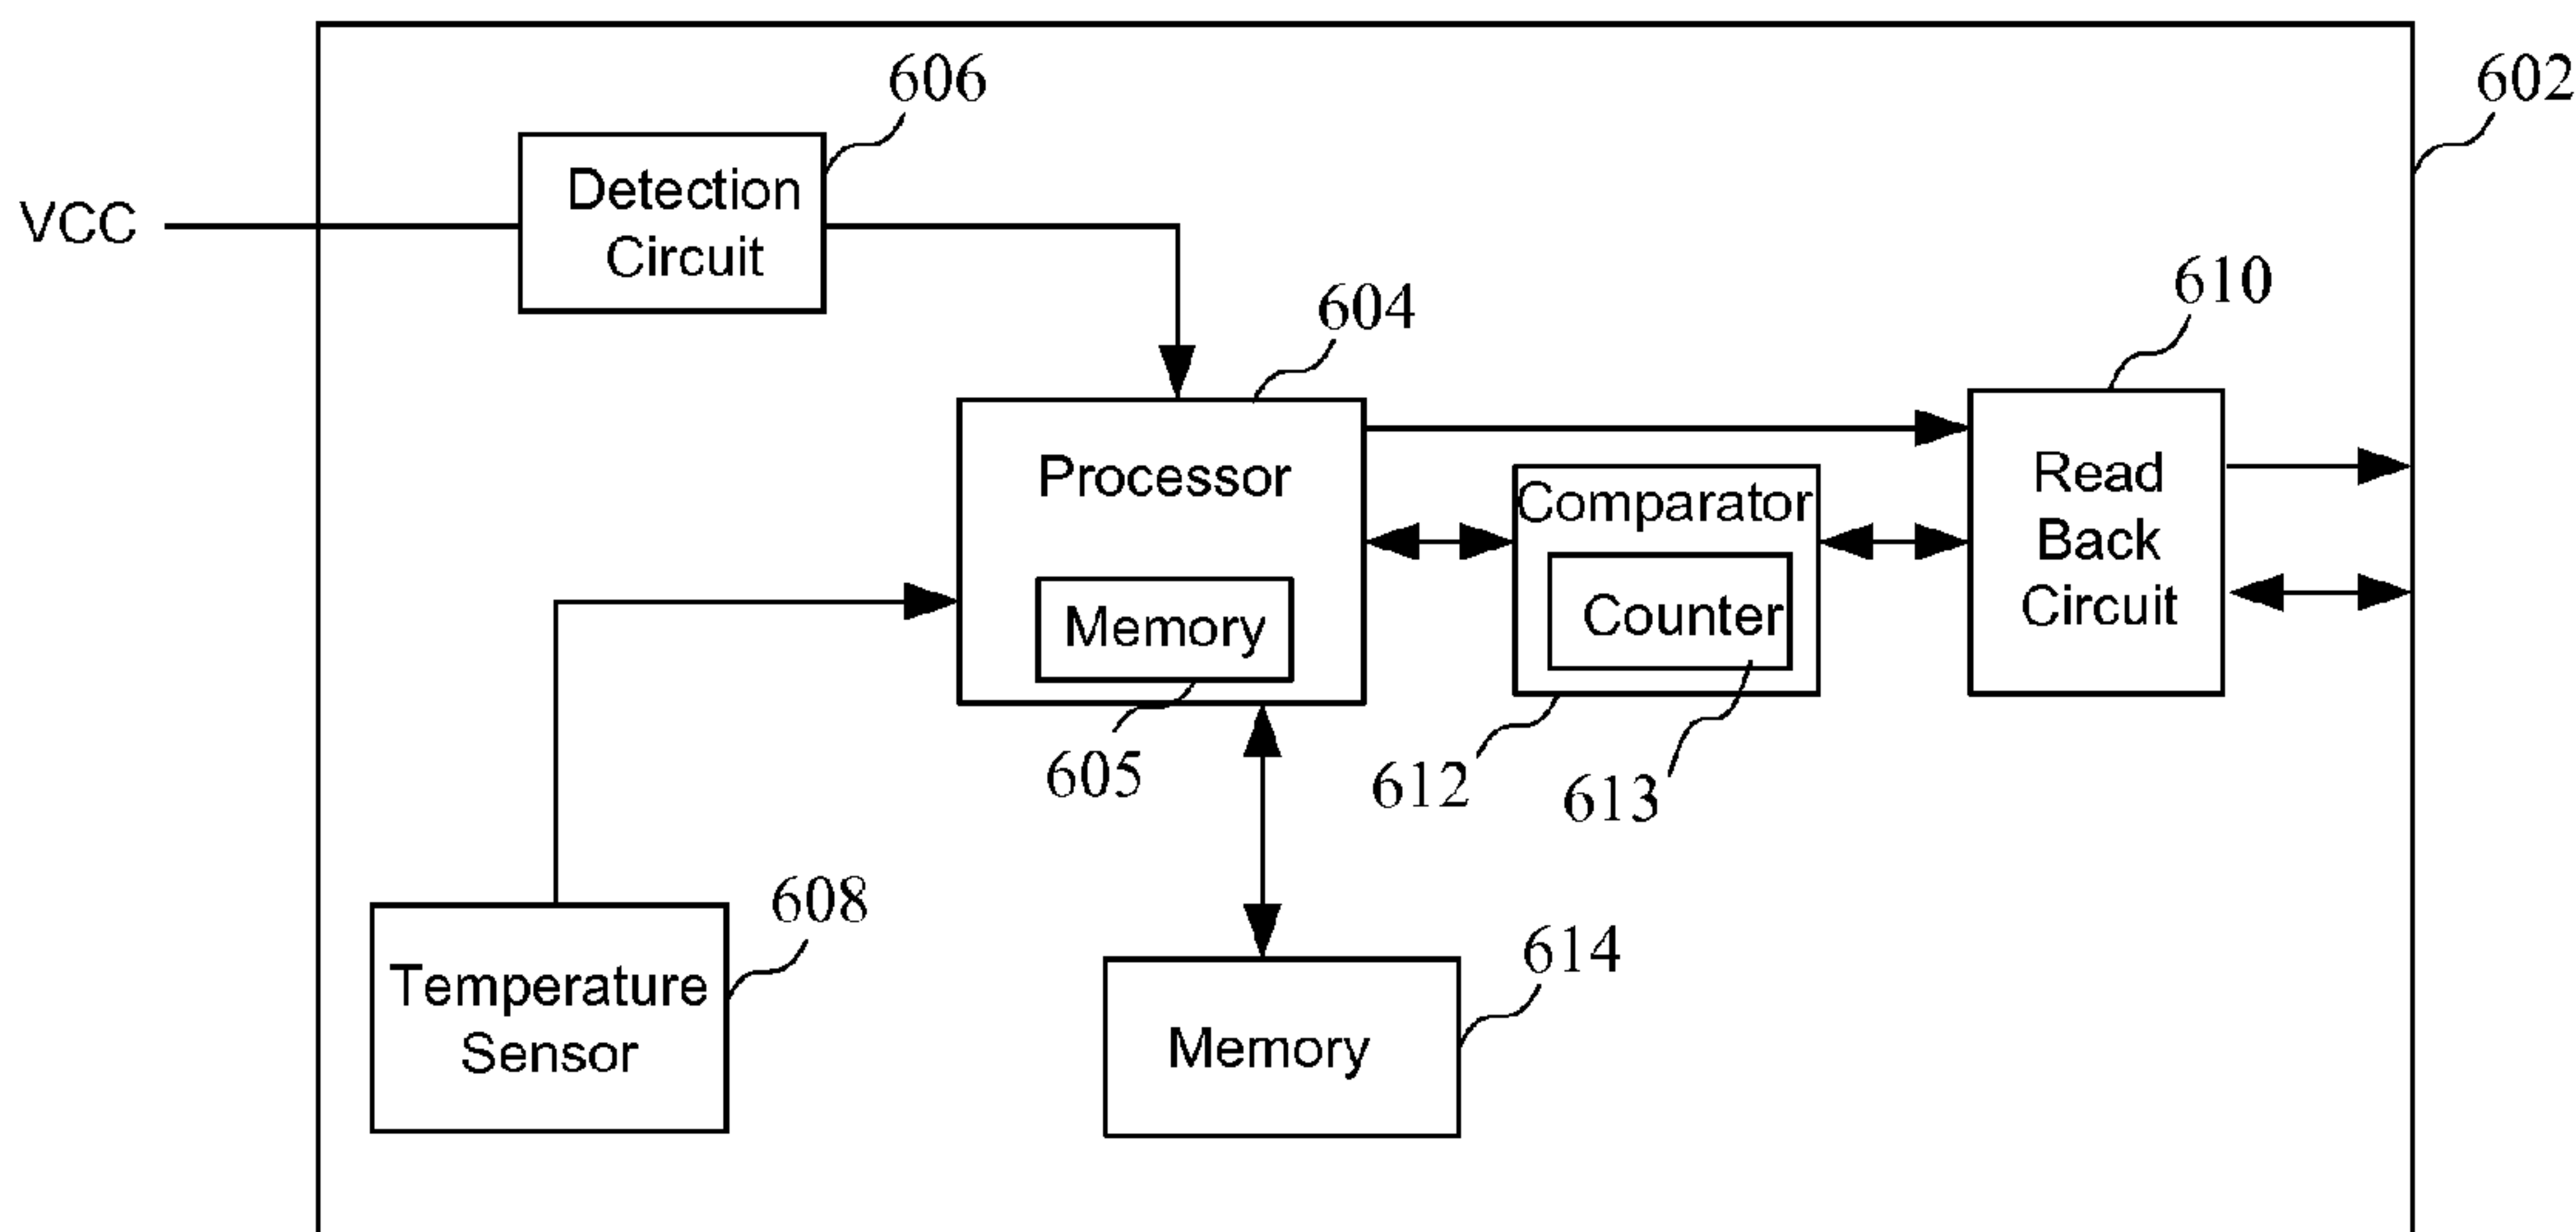 606
602
Detection
Circuit
VCC
604
610
Processor
Read
Back
Circuit
Comparator
Counter
Memory
605
612
613
608
614
Temperature
Sensor
Memory